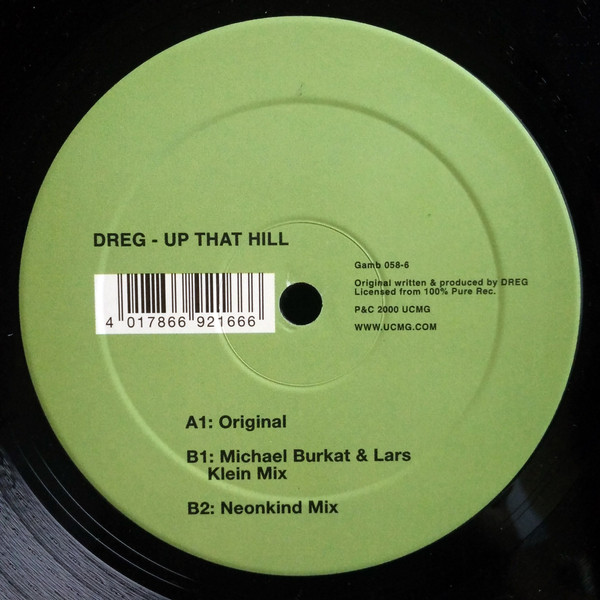 DREG - UP THAT HILL
4 017866 921666
Gamb 058-6
Original written & produced by DREG
Licensed from 100% Pure Rec.
P&C 2000 UCMG
WWW.UCMG.COM
A1: Original
B1: Michael Burkat & Lars
Klein Mix
B2: Neonkind Mix